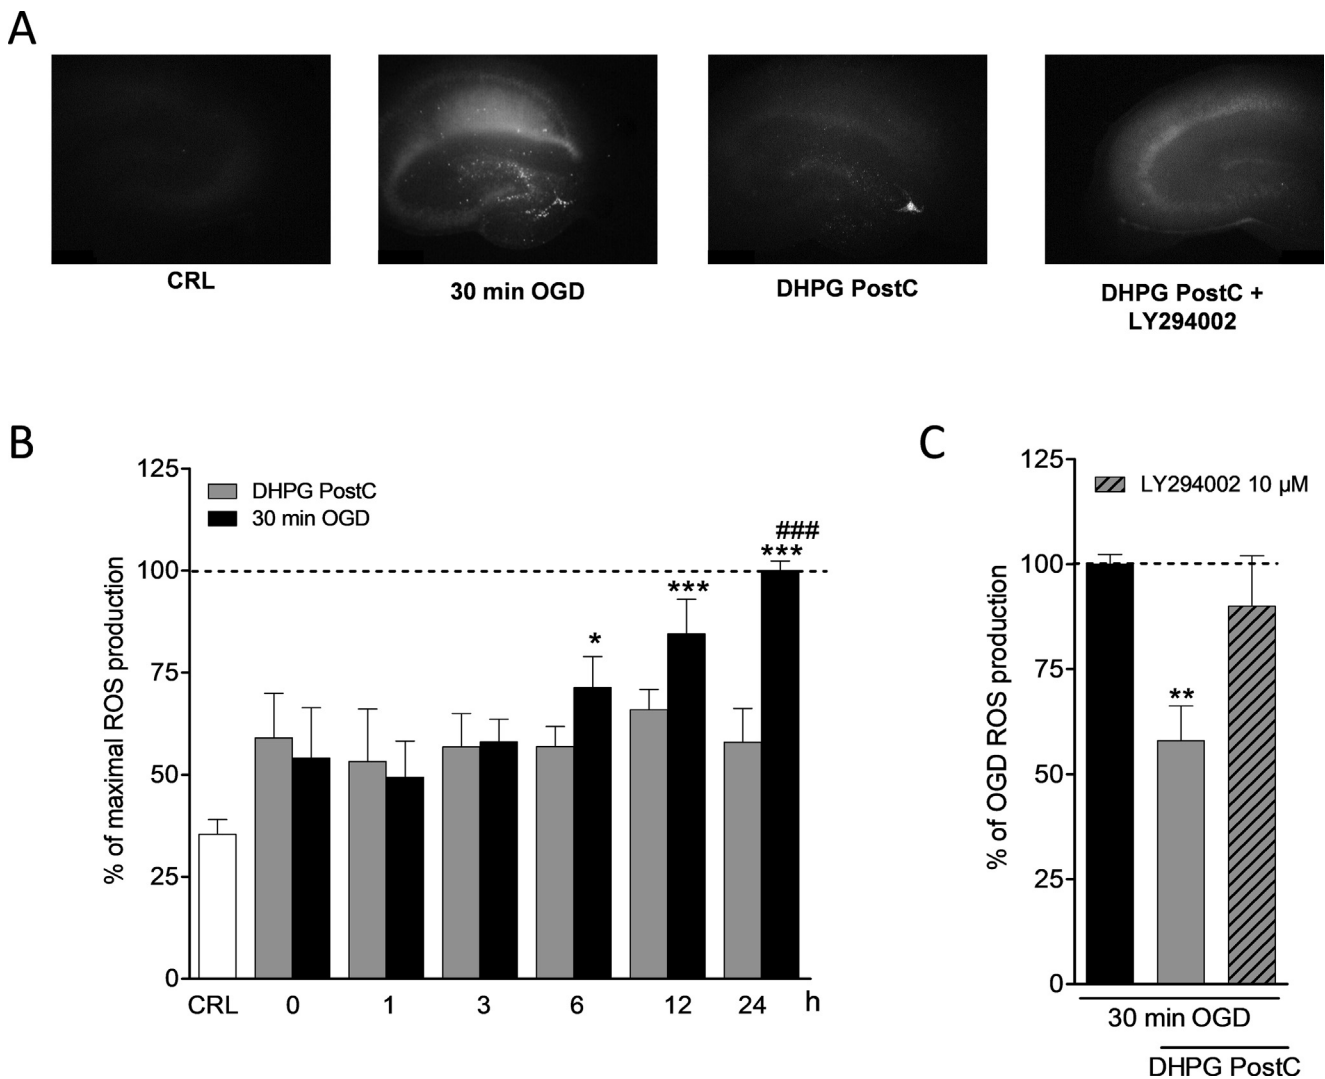 A
CRL
30 min OGD
DHPG PostC
DHPG PostC +
LY294002
B
% of maximal ROS production
125
100
75
50
25
0
DHPG PostC
30 min OGD
*
***
###
***
CRL 0 1 3 6 12 24 h
C
% of OGD ROS production
125
100
75
50
25
0
LY294002 10 µM
**
30 min OGD
DHPG PostC